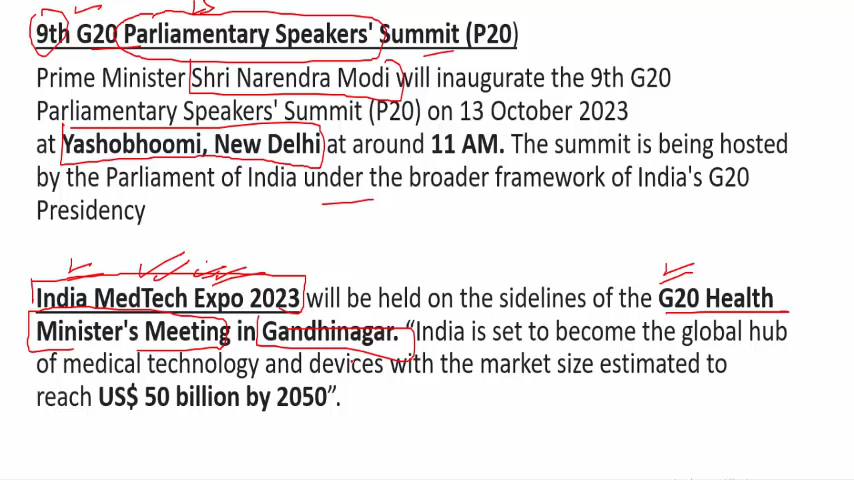 9th G20 Parliamentary Speakers' Summit (P20)
Prime Minister Shri Narendra Modi will inaugurate the 9th G20
Parliamentary Speakers' Summit (P20) on 13 October 2023
at Yashobhoomi, New Delhi at around 11 AM. The summit is being hosted
by the Parliament of India under the broader framework of India's G20
Presidency
India MedTech Expo 2023 will be held on the sidelines of the G20 Health
Minister's Meeting in Gandhinagar. “India is set to become the global hub
of medical technology and devices with the market size estimated to
reach US$ 50 billion by 2050”.